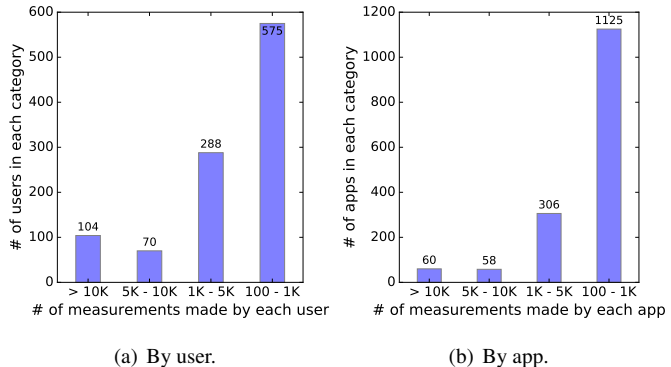 # of users in each category
600
500
400
300
200
100
0
104
70
288
575
> 10K 5K - 10K 1K - 5K 100 - 1K
# of measurements made by each user
(a) By user.
# of apps in each category
1200
1000
800
600
400
200
0
60
58
306
1125
> 10K 5K - 10K 1K - 5K 100 - 1K
# of measurements made by each app
(b) By app.